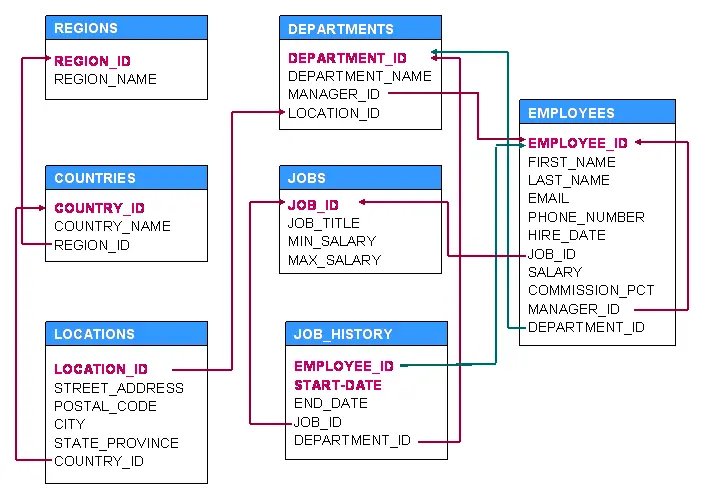 REGIONS
REGION_ID
REGION_NAME
DEPARTMENTS
DEPARTMENT_ID
DEPARTMENT_NAME
MANAGER_ID
LOCATION_ID
EMPLOYEES
EMPLOYEE_ID
FIRST_NAME
LAST_NAME
EMAIL
PHONE_NUMBER
HIRE_DATE
JOB_ID
SALARY
COMMISSION_PCT
MANAGER_ID
DEPARTMENT_ID
COUNTRIES
COUNTRY_ID
COUNTRY_NAME
REGION_ID
JOBS
JOB_ID
JOB_TITLE
MIN_SALARY
MAX_SALARY
LOCATIONS
LOCATION_ID
STREET_ADDRESS
POSTAL_CODE
CITY
STATE_PROVINCE
COUNTRY_ID
JOB_HISTORY
EMPLOYEE_ID
START-DATE
END_DATE
JOB_ID
DEPARTMENT_ID